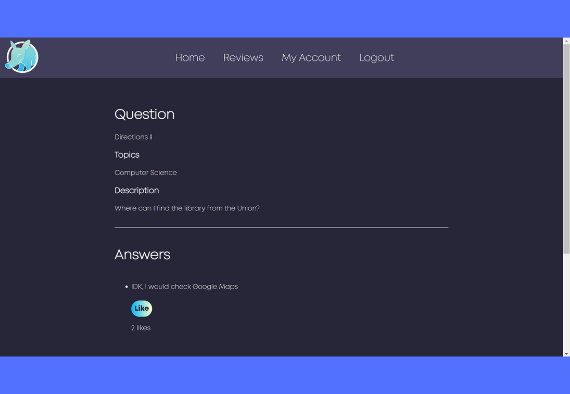 Home Reviews My Account Logout
Question
Directions II
Topics
Computer Science
Description
Where can I find the library from the Union?
Answers
IDK, I would check Google Maps
Like
2 likes